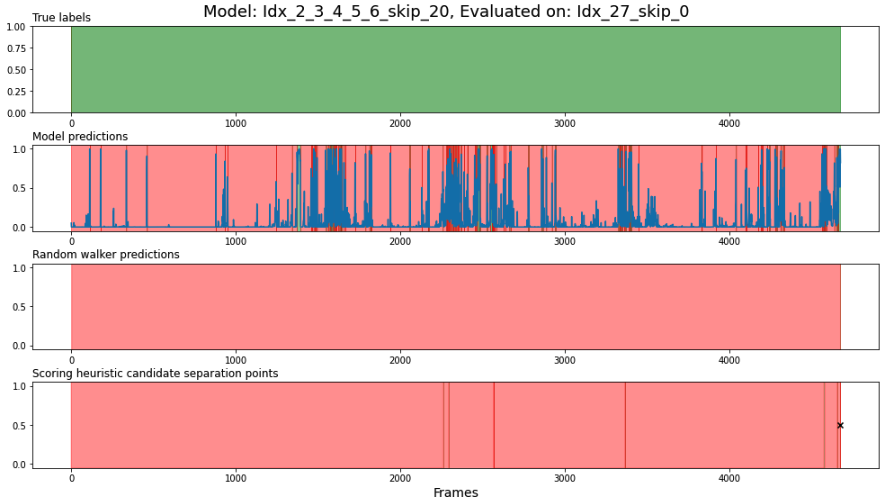 Model: Idx_2_3_4_5_6_skip_20, Evaluated on: Idx_27_skip_0
True labels
1.00
0.75
0.50
0.25
0.00
0 1000 2000 3000 4000
Model predictions
1.0
0.5
0.0
0 1000 2000 3000 4000
Random walker predictions
1.0
0.5
0.0
0 1000 2000 3000 4000
Scoring heuristic candidate separation points
1.0
0.5
0.0
0 1000 2000 3000 4000
Frames